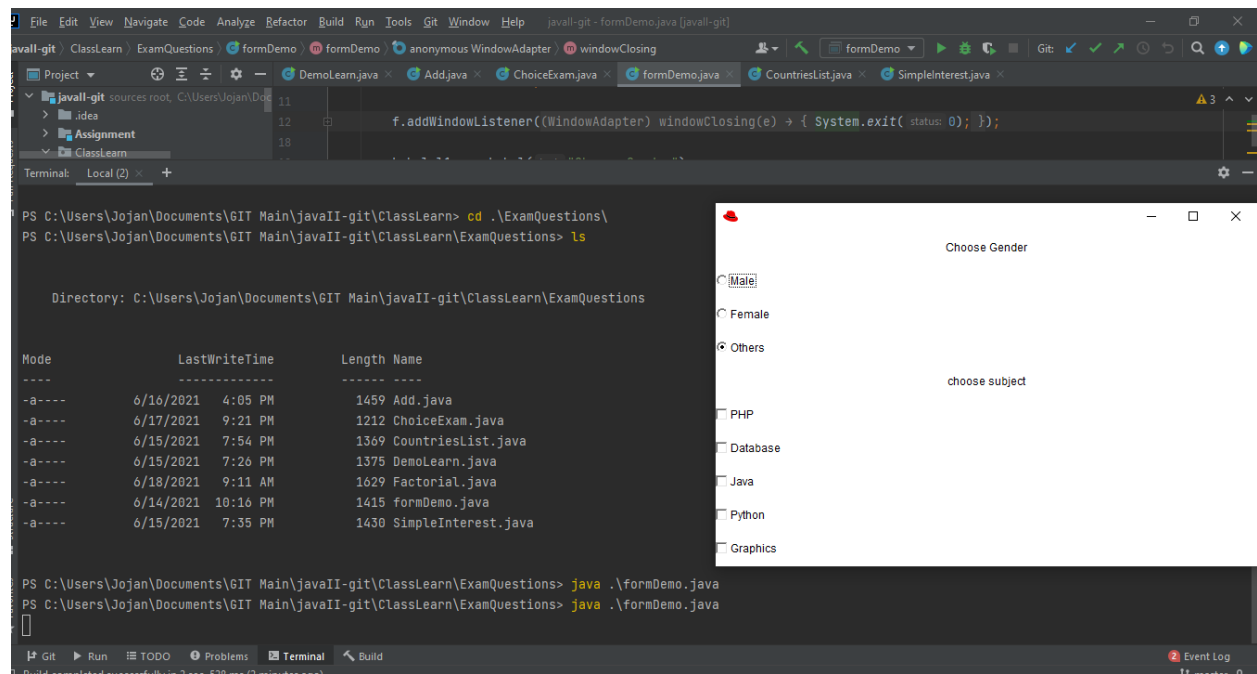 File Edit View Navigate Code Analyze Refactor Build Run Tools Git Window Help javaII-git - formDemo.java [javaII-git]
javaII-git ClassLearn ExamQuestions formDemo formDemo anonymous WindowAdapter windowClosing formDemo Git:
Project DemoLearn.java Add.java ChoiceExam.java formDemo.java CountriesList.java SimpleInterest.java
javaII-git sources root, C:\Users\Jojan\Doc 11 3
.idea 12 f.addWindowListener((WindowAdapter) windowClosing(e) → { System.exit( status: 0); });
Assignment 18
ClassLearn
Terminal: Local (2) +
PS C:\Users\Jojan\Documents\GIT Main\javaII-git\ClassLearn> cd .\ExamQuestions\
PS C:\Users\Jojan\Documents\GIT Main\javaII-git\ClassLearn\ExamQuestions> ls
Directory: C:\Users\Jojan\Documents\GIT Main\javaII-git\ClassLearn\ExamQuestions
Mode LastWriteTime Length Name
---- ------------- ------ ----
-a---- 6/16/2021 4:05 PM 1459 Add.java
-a---- 6/17/2021 9:21 PM 1212 ChoiceExam.java
-a---- 6/15/2021 7:54 PM 1369 CountriesList.java
-a---- 6/15/2021 7:26 PM 1375 DemoLearn.java
-a---- 6/18/2021 9:11 AM 1629 Factorial.java
-a---- 6/14/2021 10:16 PM 1415 formDemo.java
-a---- 6/15/2021 7:35 PM 1430 SimpleInterest.java
PS C:\Users\Jojan\Documents\GIT Main\javaII-git\ClassLearn\ExamQuestions> java .\formDemo.java
PS C:\Users\Jojan\Documents\GIT Main\javaII-git\ClassLearn\ExamQuestions> java .\formDemo.java
Choose Gender
Male
Female
Others
choose subject
PHP
Database
Java
Python
Graphics
Git Run TODO Problems Terminal Build 2 Event Log